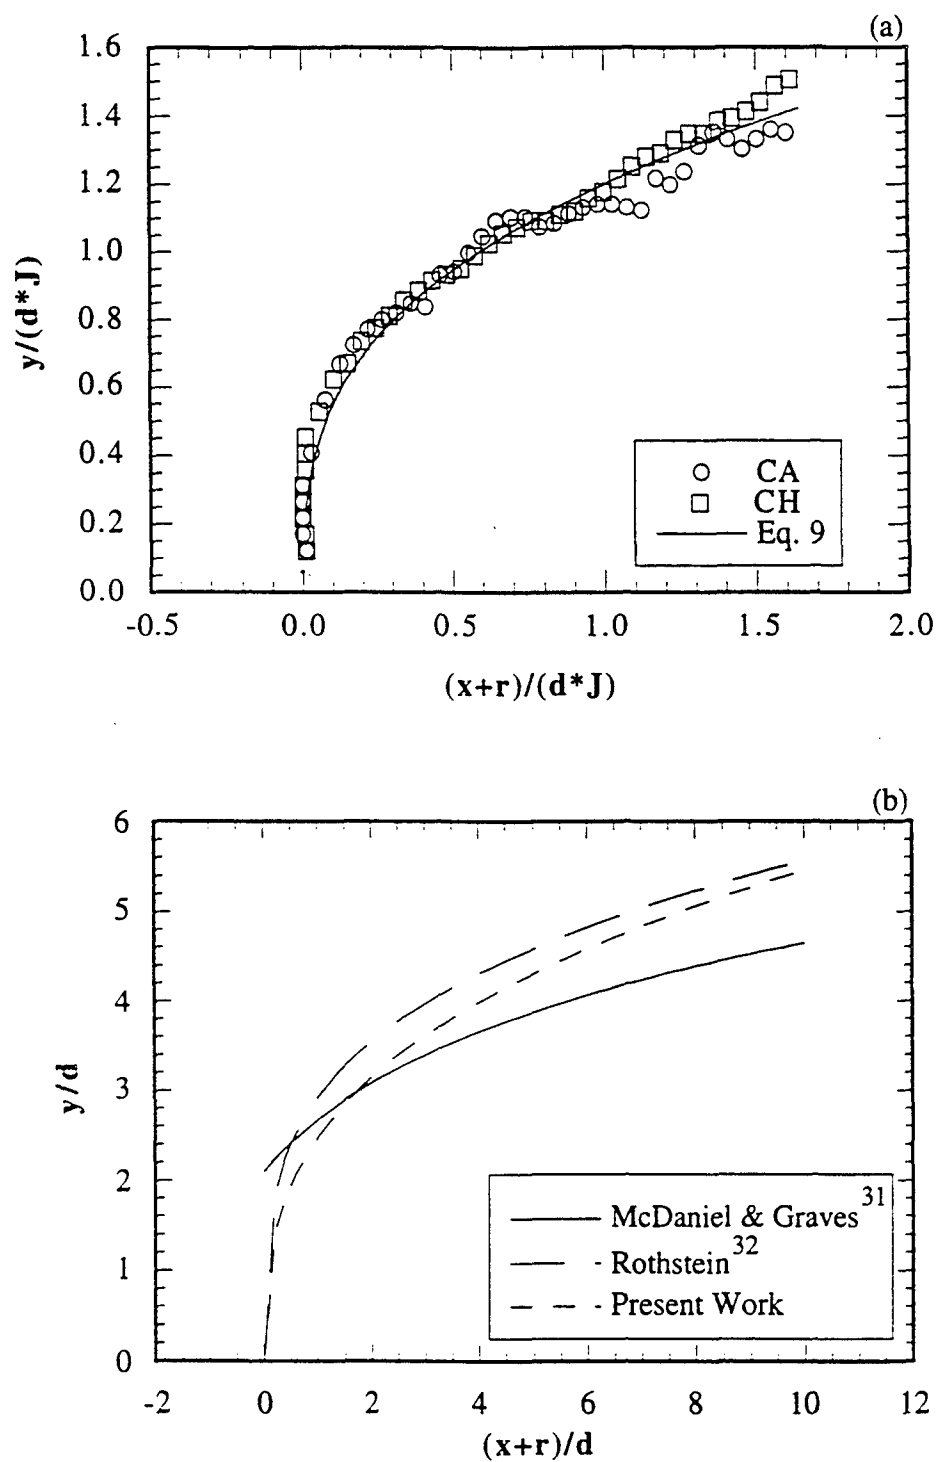 (a)
1.6
1.4
1.2
1.0
0.8
0.6
0.4
0.2
0.0
y/(d*J)
CA
CH
Eq. 9
-0.5 0.0 0.5 1.0 1.5 2.0
(x+r)/(d*J)
(b)
6
5
4
3
2
1
0
y/d
McDaniel & Graves31
Rothstein32
Present Work
-2 0 2 4 6 8 10 12
(x+r)/d